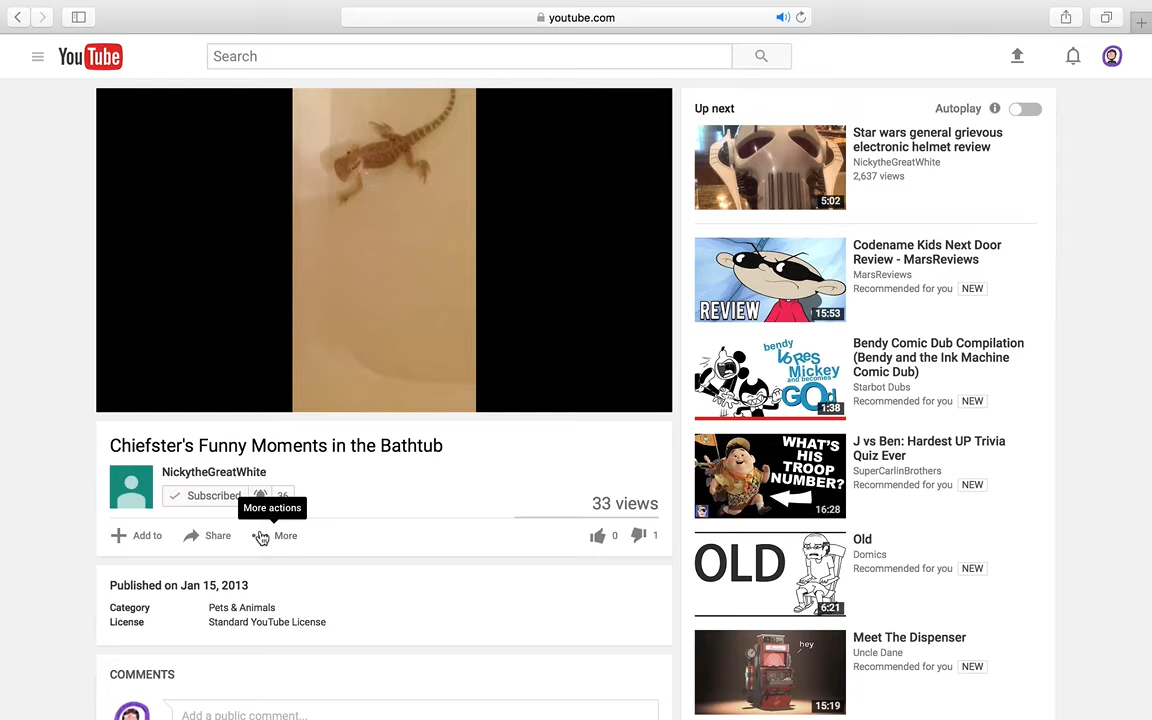 youtube.com
YouTube
Search
Up next
Autoplay
Star wars general grievous
electronic helmet review
NickytheGreatWhite
2,637 views
5:02
Codename Kids Next Door
Review - MarsReviews
MarsReviews
Recommended for you NEW
REVIEW
15:53
Bendy Comic Dub Compilation
(Bendy and the Ink Machine
Comic Dub)
Starbot Dubs
Recommended for you NEW
bendy
VoRes
Mickey
and becomes
GOd
1:38
J vs Ben: Hardest UP Trivia
Quiz Ever
SuperCarlinBrothers
Recommended for you NEW
WHAT'S
HIS
TROOP
NUMBER?
16:28
Old
Domics
Recommended for you NEW
OLD
6:21
Meet The Dispenser
Uncle Dane
Recommended for you NEW
hey
15:19
Chiefster's Funny Moments in the Bathtub
NickytheGreatWhite
Subscribed 36
More actions
33 views
Add to Share More
0 1
Published on Jan 15, 2013
Category Pets & Animals
License Standard YouTube License
COMMENTS
Add a public comment...